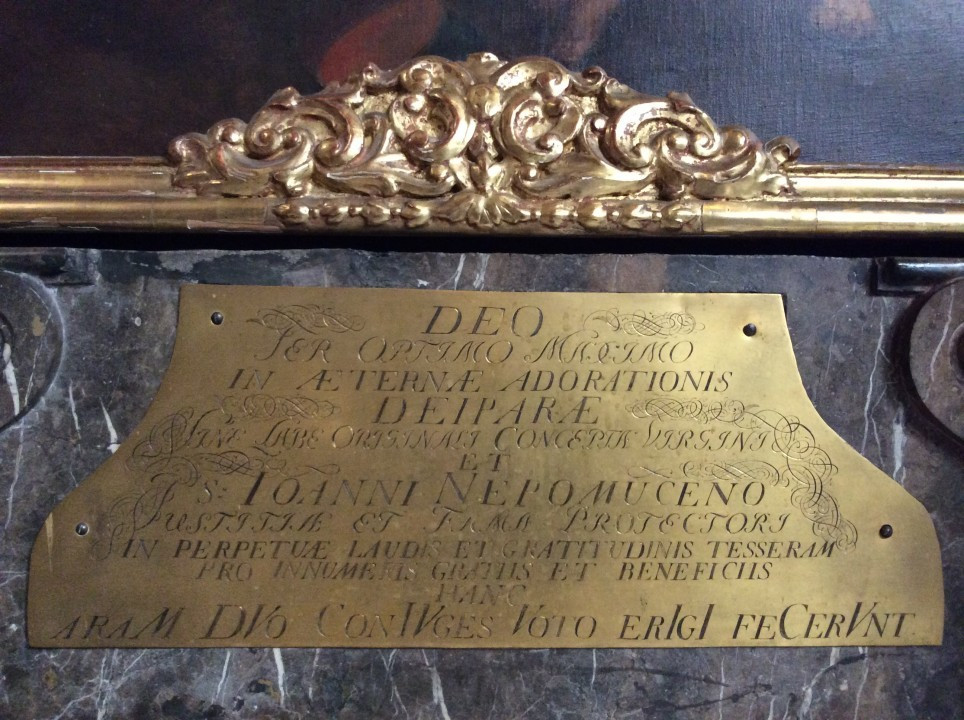 DEO
TER OPTIMO MAXIMO
IN ÆTERNÆ ADORATIONIS
DEIPARÆ
SINE LABE ORIGINALI CONCEPTÆ VIRGINI
ET
S: IOANNI NEPOMUCENO
JUSTITIÆ ET FAMÆ PROTECTORI
IN PERPETUÆ LAUDIS ET GRATITUDINIS TESSERAM
PRO INNUMERIS GRATIIS ET BENEFICIIS
HANC
ARAM DVO CONIVGES VOTO ERIGI FECERVNT